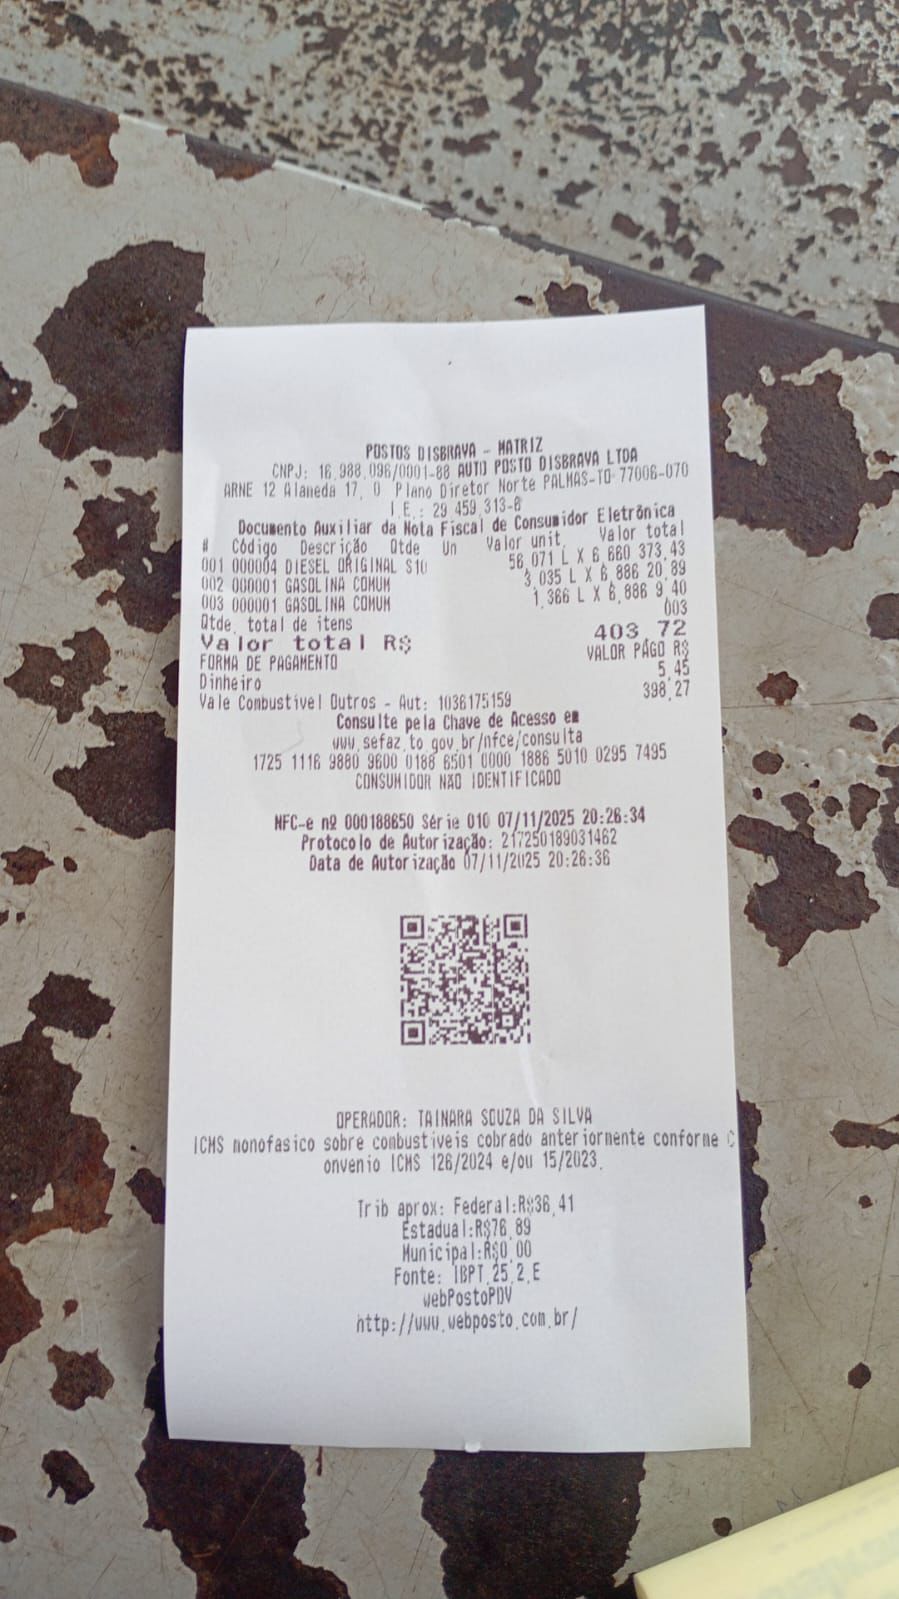 POSTOS DISBRAVA - MATRIZ
CNPJ: 16.988.096/0001-88 AUTO POSTO DISBRAVA LTDA
ARNE 12 Alameda 17, 0 Plano Diretor Norte PALMAS-TO 77006-070
I.E.: 29.459.313-6
Documento Auxiliar da Nota Fiscal de Consumidor Eletrônica
# Código Descrição Qtde Un Valor unit. Valor total
001 000004 DIESEL ORIGINAL S10 56,071 L X 6,660 373,43
002 000001 GASOLINA COMUM 3,035 L X 6,886 20,89
003 000001 GASOLINA COMUM 1,366 L X 6,886 9,40
Qtde. total de itens 003
Valor total R$ 403,72
FORMA DE PAGAMENTO VALOR PAGO R$
Dinheiro 5,45
Vale Combustivel Outros - Aut: 1036175159 398,27
Consulte pela Chave de Acesso em
www.sefaz.to.gov.br/nfce/consulta
1725 1116 9880 9600 0188 6501 0000 1886 5010 0295 7495
CONSUMIDOR NÃO IDENTIFICADO
NFC-e nº 000188650 Série 010 07/11/2025 20:26:34
Protocolo de Autorização: 217250189031462
Data de Autorização 07/11/2025 20:26:36
OPERADOR: TAINARA SOUZA DA SILVA
ICMS monofasico sobre combustiveis cobrado anteriormente conforme C
onvenio ICMS 126/2024 e/ou 15/2023.
Trib aprox: Federal:R$36,41
Estadual:R$76,89
Municipal:R$0,00
Fonte: IBPT.25.2.E
webPostoPDV
http://www.webposto.com.br/